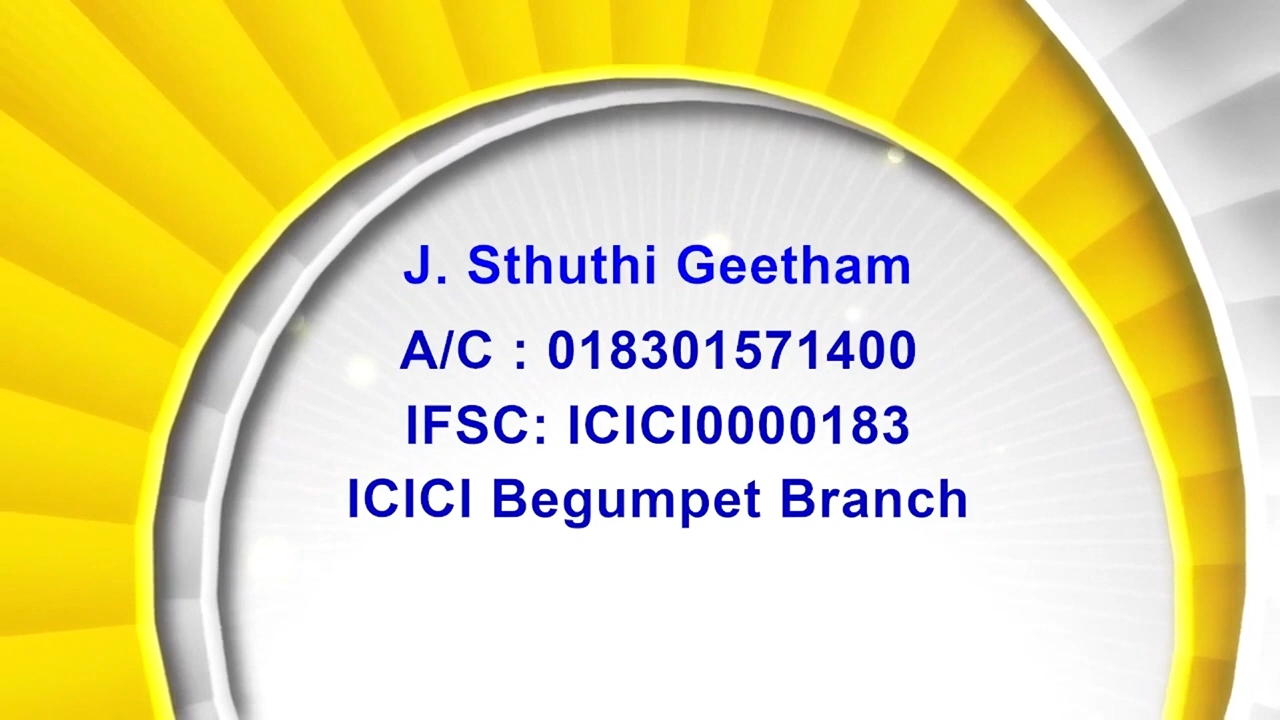 J. Sthuthi Geetham
A/C : 018301571400
IFSC: ICICI0000183
ICICI Begumpet Branch